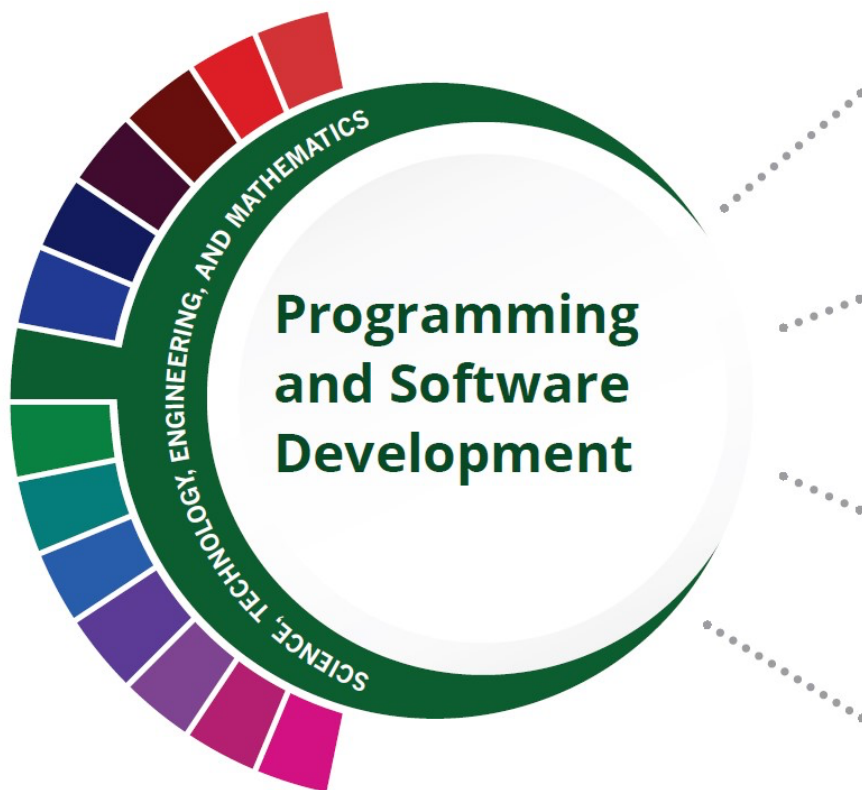 SCIENCE, TECHNOLOGY, ENGINEERING, AND MATHEMATICS
Programming
and Software
Development